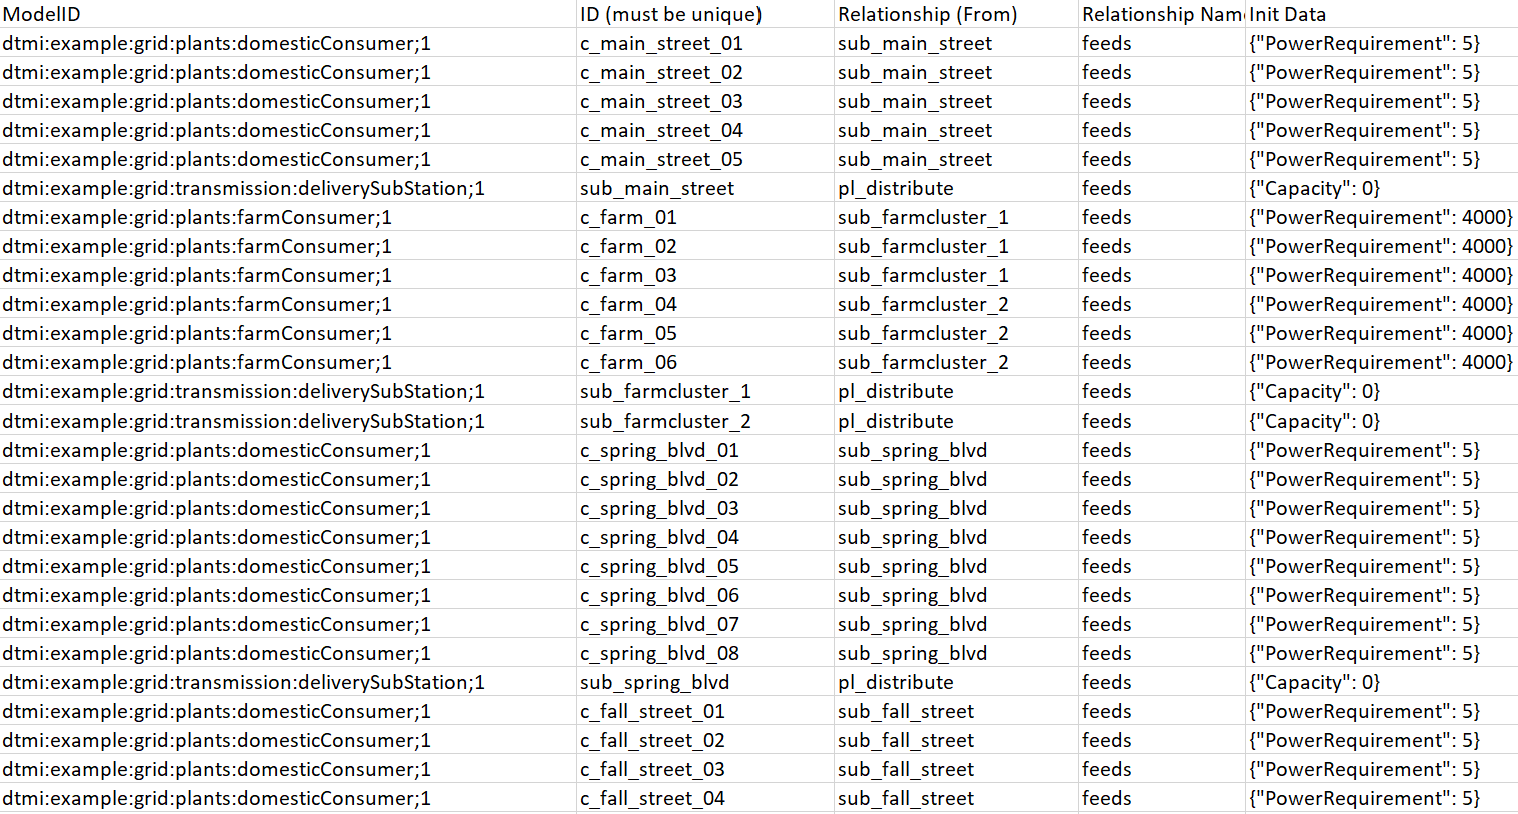 ModelID ID (must be unique) Relationship (From) Relationship Nam Init Data
dtmi:example:grid:plants:domesticConsumer;1 c_main_street_01 sub_main_street feeds {"PowerRequirement": 5}
dtmi:example:grid:plants:domesticConsumer;1 c_main_street_02 sub_main_street feeds {"PowerRequirement": 5}
dtmi:example:grid:plants:domesticConsumer;1 c_main_street_03 sub_main_street feeds {"PowerRequirement": 5}
dtmi:example:grid:plants:domesticConsumer;1 c_main_street_04 sub_main_street feeds {"PowerRequirement": 5}
dtmi:example:grid:plants:domesticConsumer;1 c_main_street_05 sub_main_street feeds {"PowerRequirement": 5}
dtmi:example:grid:transmission:deliverySubStation;1 sub_main_street pl_distribute feeds {"Capacity": 0}
dtmi:example:grid:plants:farmConsumer;1 c_farm_01 sub_farmcluster_1 feeds {"PowerRequirement": 4000}
dtmi:example:grid:plants:farmConsumer;1 c_farm_02 sub_farmcluster_1 feeds {"PowerRequirement": 4000}
dtmi:example:grid:plants:farmConsumer;1 c_farm_03 sub_farmcluster_1 feeds {"PowerRequirement": 4000}
dtmi:example:grid:plants:farmConsumer;1 c_farm_04 sub_farmcluster_2 feeds {"PowerRequirement": 4000}
dtmi:example:grid:plants:farmConsumer;1 c_farm_05 sub_farmcluster_2 feeds {"PowerRequirement": 4000}
dtmi:example:grid:plants:farmConsumer;1 c_farm_06 sub_farmcluster_2 feeds {"PowerRequirement": 4000}
dtmi:example:grid:transmission:deliverySubStation;1 sub_farmcluster_1 pl_distribute feeds {"Capacity": 0}
dtmi:example:grid:transmission:deliverySubStation;1 sub_farmcluster_2 pl_distribute feeds {"Capacity": 0}
dtmi:example:grid:plants:domesticConsumer;1 c_spring_blvd_01 sub_spring_blvd feeds {"PowerRequirement": 5}
dtmi:example:grid:plants:domesticConsumer;1 c_spring_blvd_02 sub_spring_blvd feeds {"PowerRequirement": 5}
dtmi:example:grid:plants:domesticConsumer;1 c_spring_blvd_03 sub_spring_blvd feeds {"PowerRequirement": 5}
dtmi:example:grid:plants:domesticConsumer;1 c_spring_blvd_04 sub_spring_blvd feeds {"PowerRequirement": 5}
dtmi:example:grid:plants:domesticConsumer;1 c_spring_blvd_05 sub_spring_blvd feeds {"PowerRequirement": 5}
dtmi:example:grid:plants:domesticConsumer;1 c_spring_blvd_06 sub_spring_blvd feeds {"PowerRequirement": 5}
dtmi:example:grid:plants:domesticConsumer;1 c_spring_blvd_07 sub_spring_blvd feeds {"PowerRequirement": 5}
dtmi:example:grid:plants:domesticConsumer;1 c_spring_blvd_08 sub_spring_blvd feeds {"PowerRequirement": 5}
dtmi:example:grid:transmission:deliverySubStation;1 sub_spring_blvd pl_distribute feeds {"Capacity": 0}
dtmi:example:grid:plants:domesticConsumer;1 c_fall_street_01 sub_fall_street feeds {"PowerRequirement": 5}
dtmi:example:grid:plants:domesticConsumer;1 c_fall_street_02 sub_fall_street feeds {"PowerRequirement": 5}
dtmi:example:grid:plants:domesticConsumer;1 c_fall_street_03 sub_fall_street feeds {"PowerRequirement": 5}
dtmi:example:grid:plants:domesticConsumer;1 c_fall_street_04 sub_fall_street feeds {"PowerRequirement": 5}